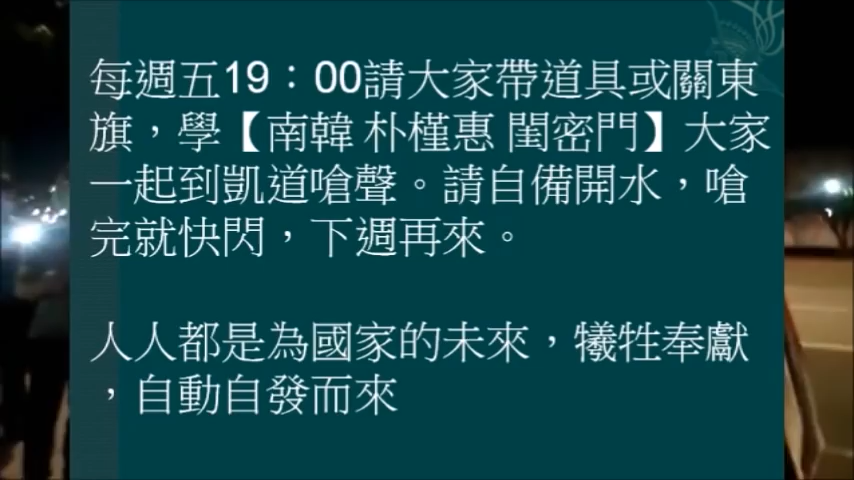 每週五19：00請大家帶道具或關東
旗，學【南韓 朴槿惠 閨密門】大家
一起到凱道嗆聲。請自備開水，嗆
完就快閃，下週再來。
人人都是為國家的未來，犧牲奉獻
，自動自發而來